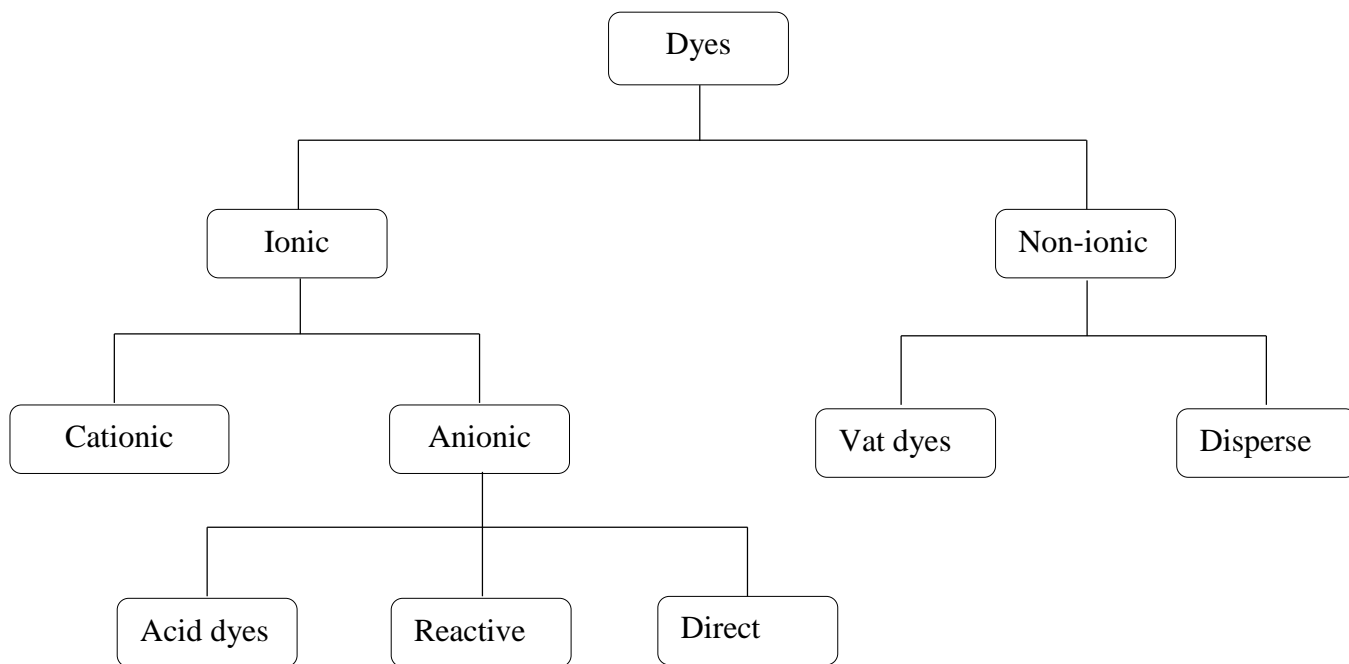 Dyes
Ionic
Non-ionic
Cationic
Anionic
Vat dyes
Disperse
Acid dyes
Reactive
Direct